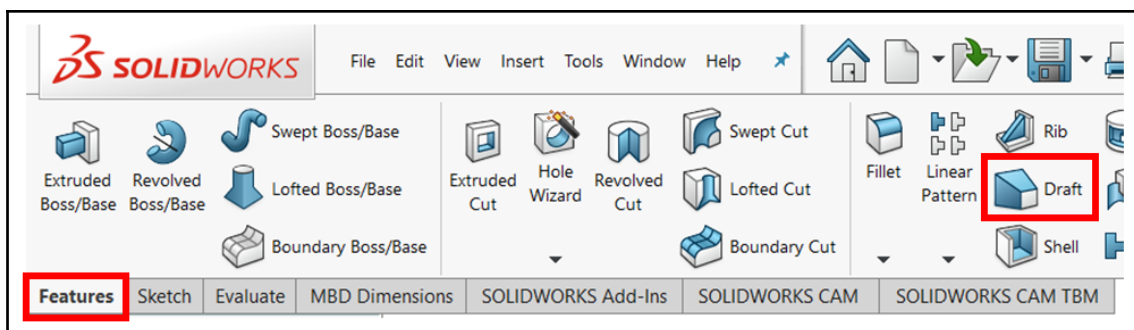 SOLIDWORKS File Edit View Insert Tools Window Help
Swept Boss/Base
Swept Cut
Rib
Extruded Boss/Base
Revolved Boss/Base
Lofted Boss/Base
Extruded Cut
Hole Wizard
Revolved Cut
Lofted Cut
Fillet
Linear Pattern
Draft
Boundary Boss/Base
Boundary Cut
Shell
Features Sketch Evaluate MBD Dimensions SOLIDWORKS Add-Ins SOLIDWORKS CAM SOLIDWORKS CAM TBM